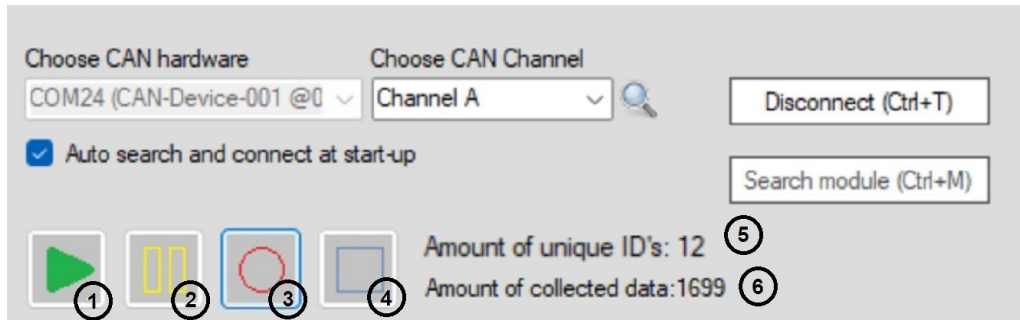 Choose CAN hardware
Choose CAN Channel
COM24 (CAN-Device-001 @0
Channel A
Disconnect (Ctrl+T)
Auto search and connect at start-up
Search module (Ctrl+M)
Amount of unique ID's: 12
5
Amount of collected data:1699
6
1
2
3
4